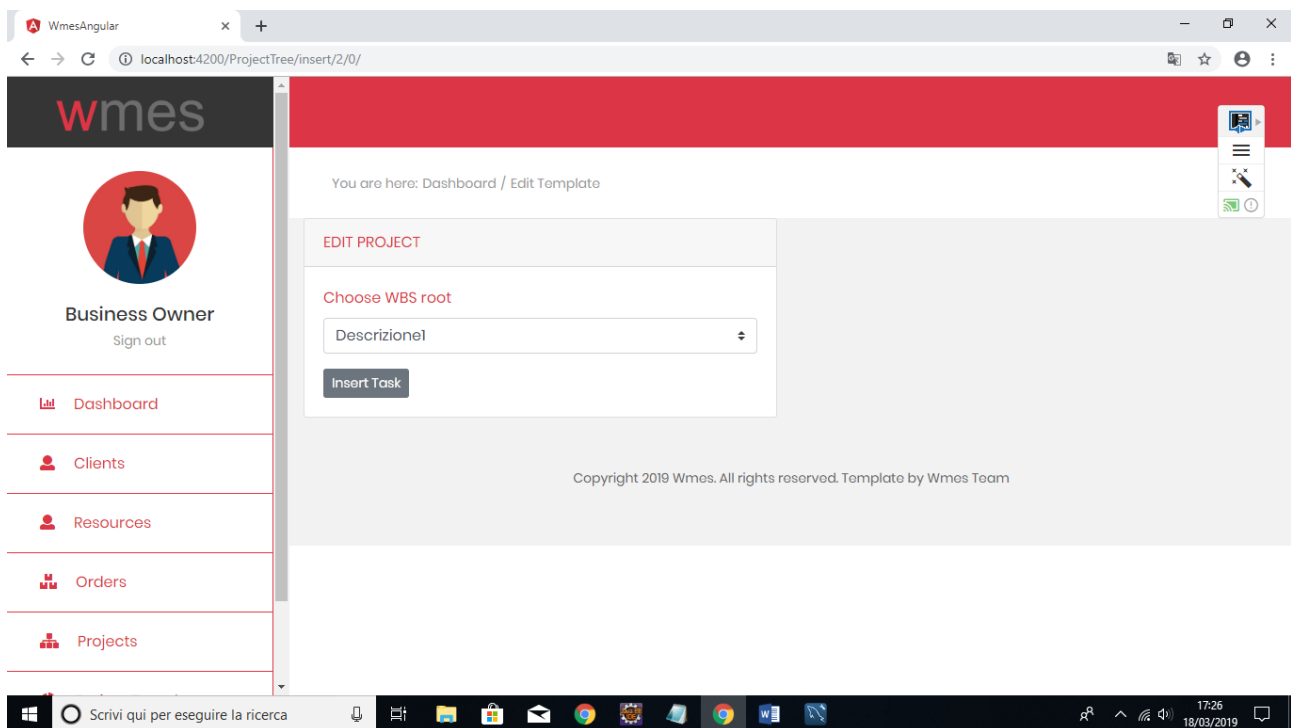 WmesAngular
localhost:4200/ProjectTree/insert/2/0/
wmes
You are here: Dashboard / Edit Template
Business Owner
Sign out
Dashboard
Clients
Resources
Orders
Projects
EDIT PROJECT
Choose WBS root
Descrizione1
Insert Task
Copyright 2019 Wmes. All rights reserved. Template by Wmes Team
Scrivi qui per eseguire la ricerca
17:26
18/03/2019